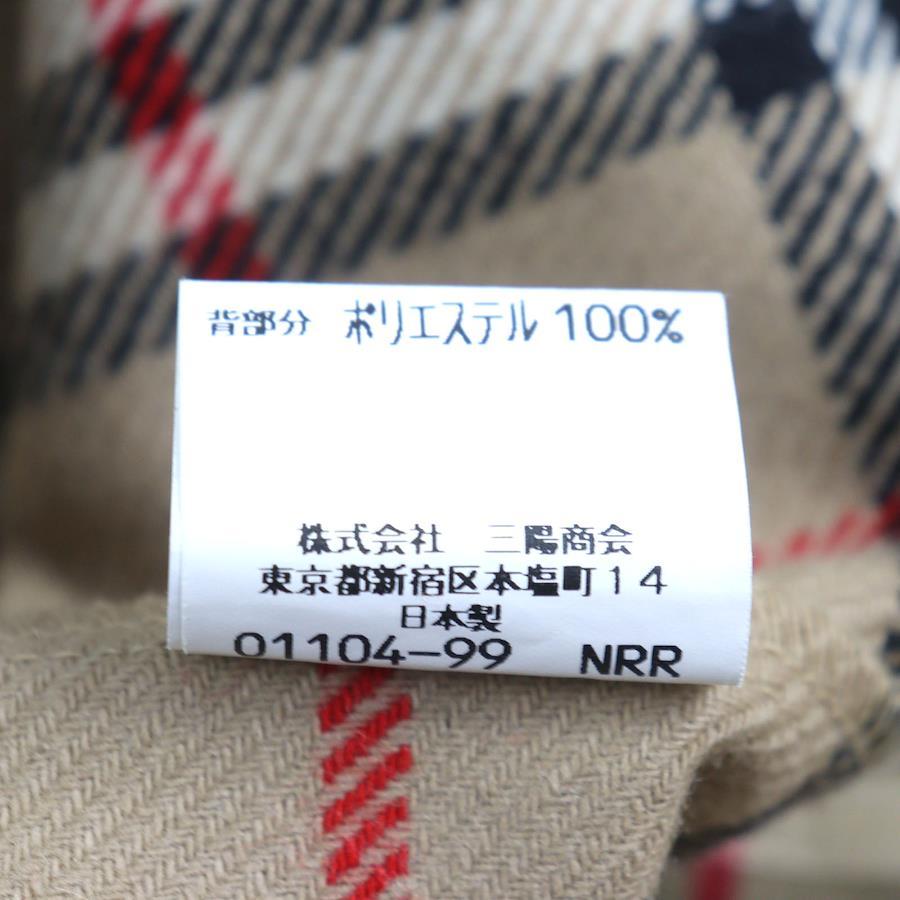 背部分 ポリエステル 100%
株式会社 三陽商会
東京都新宿区本塩町14
日本製
01104-99 NRR